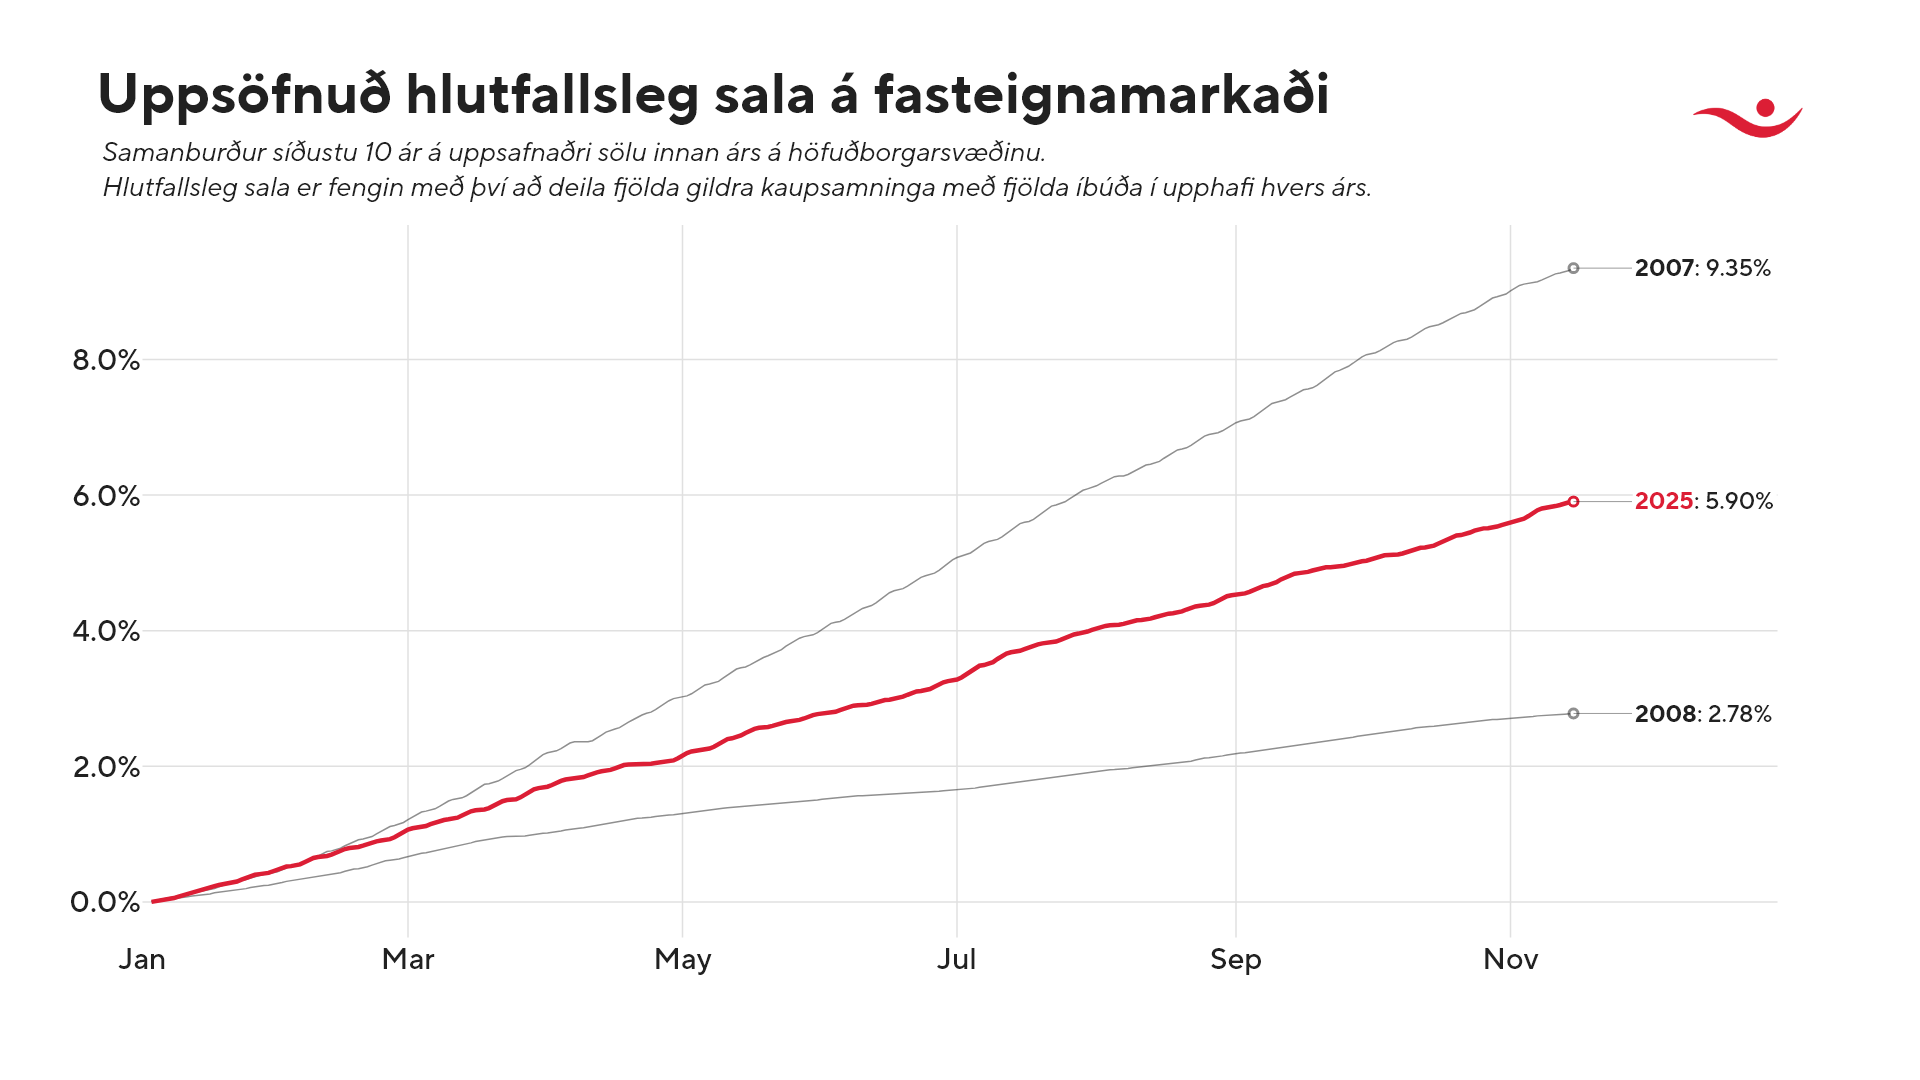 Uppsöfnuð hlutfallsleg sala á fasteignamarkaði
Samanburður síðustu 10 ár á uppsafnaðri sölu innan árs á höfuðborgarsvæðinu.
Hlutfallsleg sala er fengin með því að deila fjölda gildra kaupsamninga með fjölda íbúða í upphafi hvers árs.
2007: 9.35%
8.0%
6.0%
2025: 5.90%
4.0%
2008: 2.78%
2.0%
0.0%
Jan Mar May Jul Sep Nov